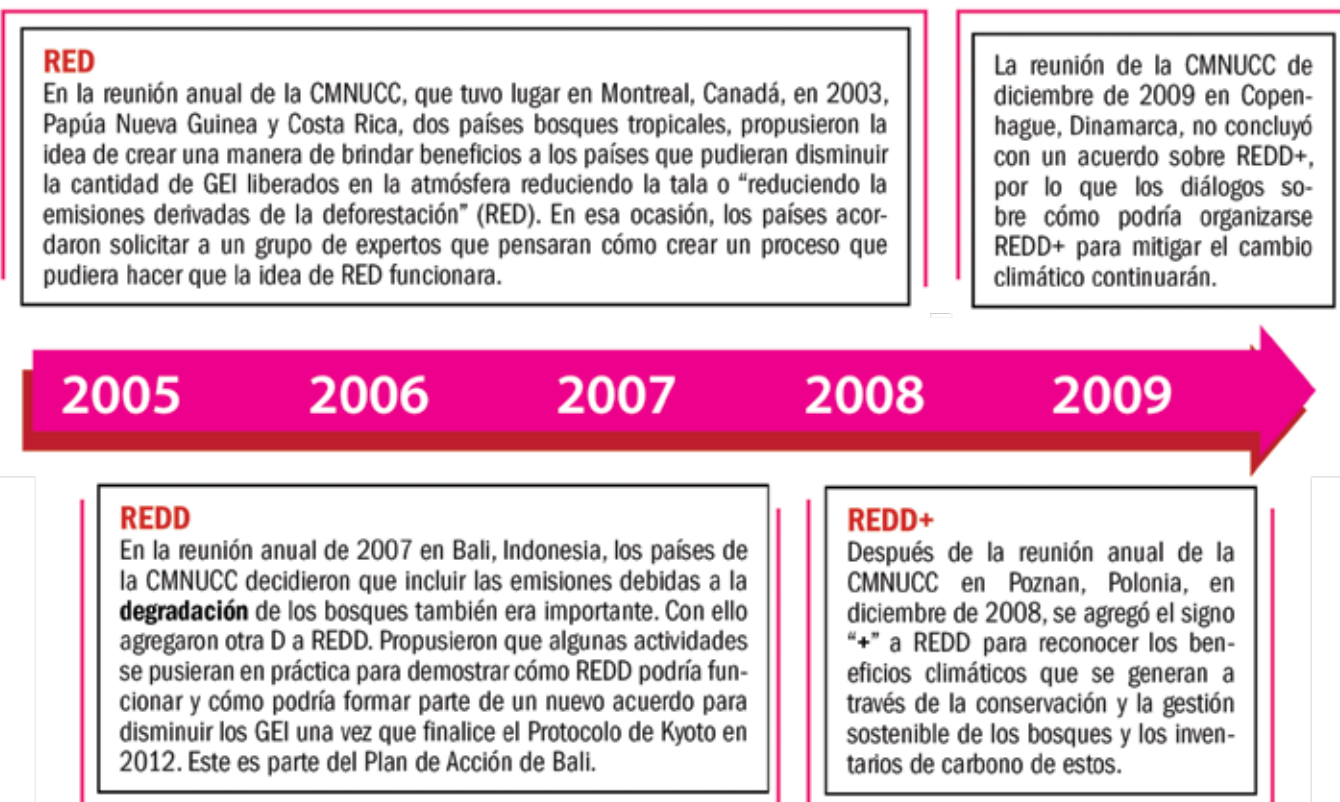 RED
En la reunión anual de la CMNUCC, que tuvo lugar en Montreal, Canadá, en 2003,
Papúa Nueva Guinea y Costa Rica, dos países bosques tropicales, propusieron la
idea de crear una manera de brindar beneficios a los países que pudieran disminuir
la cantidad de GEI liberados en la atmósfera reduciendo la tala o “reduciendo la
emisiones derivadas de la deforestación” (RED). En esa ocasión, los países acor-
daron solicitar a un grupo de expertos que pensaran cómo crear un proceso que
pudiera hacer que la idea de RED funcionara.
La reunión de la CMNUCC de
diciembre de 2009 en Copen-
hague, Dinamarca, no concluyó
con un acuerdo sobre REDD+,
por lo que los diálogos so-
bre cómo podría organizarse
REDD+ para mitigar el cambio
climático continuarán.
2005 2006 2007 2008 2009
REDD
En la reunión anual de 2007 en Bali, Indonesia, los países de
la CMNUCC decidieron que incluir las emisiones debidas a la
degradación de los bosques también era importante. Con ello
agregaron otra D a REDD. Propusieron que algunas actividades
se pusieran en práctica para demostrar cómo REDD podría fun-
cionar y cómo podría formar parte de un nuevo acuerdo para
disminuir los GEI una vez que finalice el Protocolo de Kyoto en
2012. Este es parte del Plan de Acción de Bali.
REDD+
Después de la reunión anual de la
CMNUCC en Poznan, Polonia, en
diciembre de 2008, se agregó el signo
“+” a REDD para reconocer los ben-
eficios climáticos que se generan a
través de la conservación y la gestión
sostenible de los bosques y los inven-
tarios de carbono de estos.